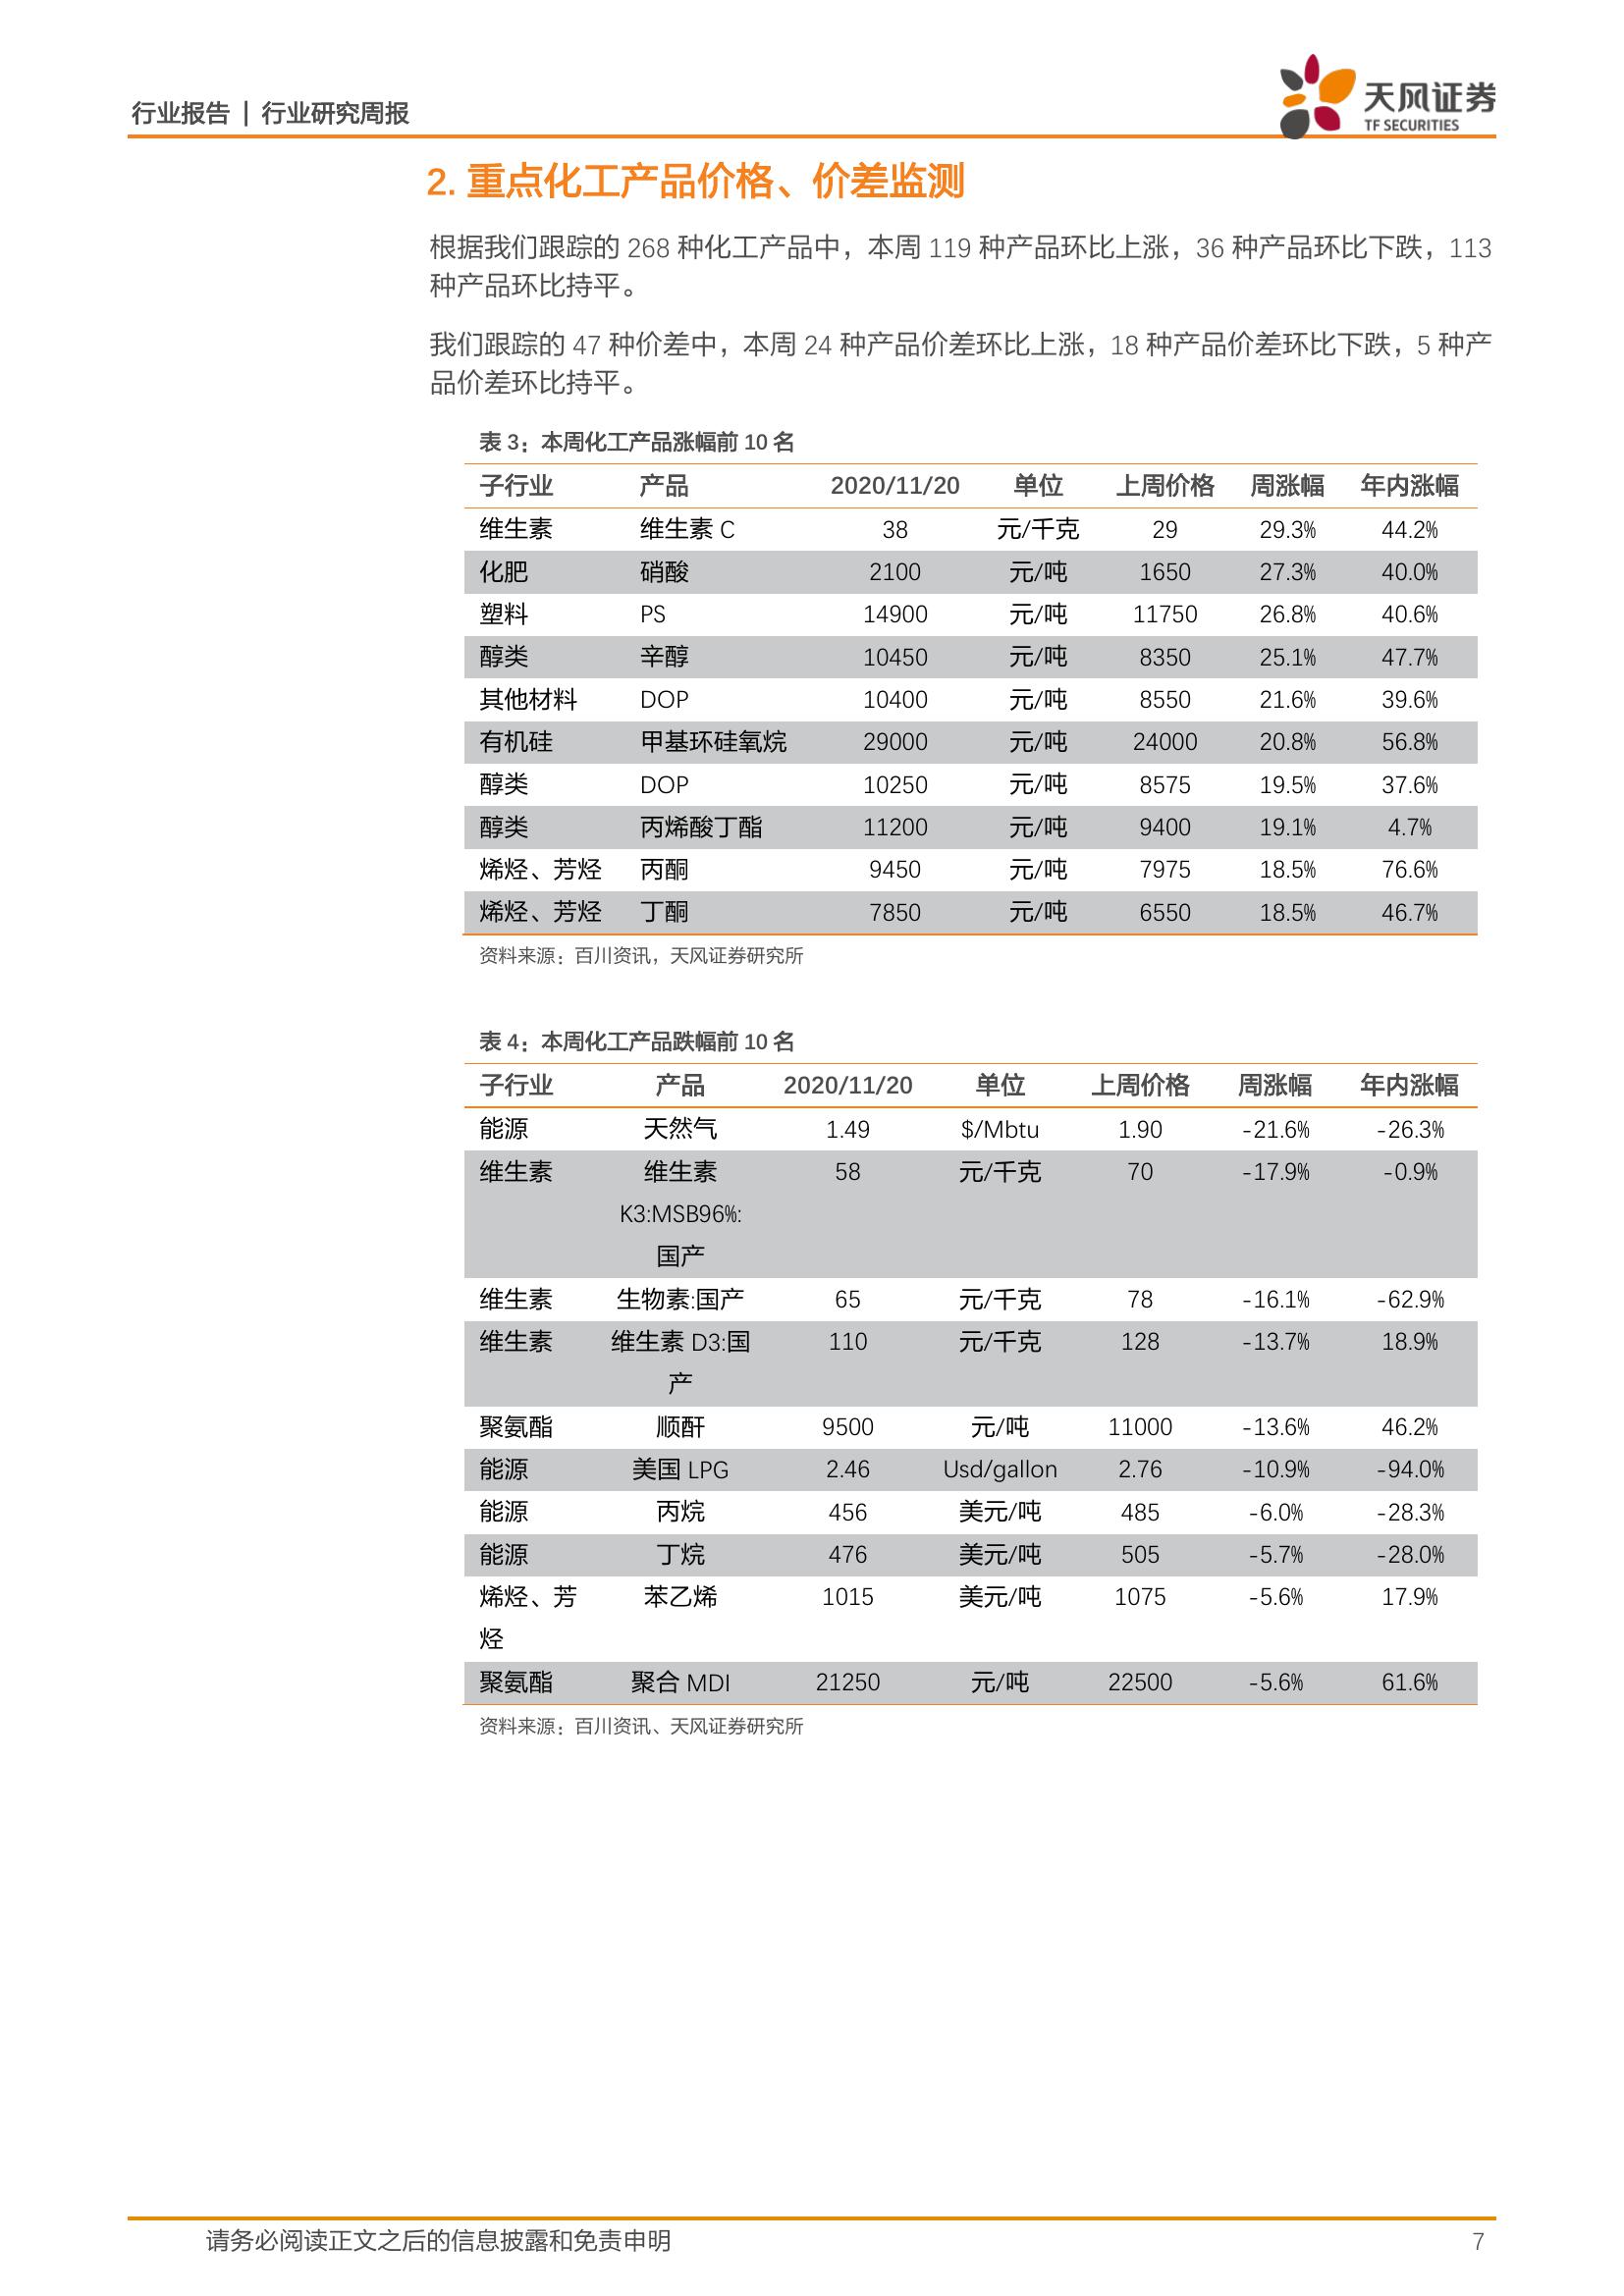 行业报告 | 行业研究周报
天风证券
TF SECURITIES
2. 重点化工产品价格、价差监测
根据我们跟踪的 268 种化工产品中，本周 119 种产品环比上涨，36 种产品环比下跌，113
种产品环比持平。
我们跟踪的 47 种价差中，本周 24 种产品价差环比上涨，18 种产品价差环比下跌，5 种产
品价差环比持平。
表 3：本周化工产品涨幅前 10 名
子行业 产品 2020/11/20 单位 上周价格 周涨幅 年内涨幅
维生素 维生素 C 38 元/千克 29 29.3% 44.2%
化肥 硝酸 2100 元/吨 1650 27.3% 40.0%
塑料 PS 14900 元/吨 11750 26.8% 40.6%
醇类 辛醇 10450 元/吨 8350 25.1% 47.7%
其他材料 DOP 10400 元/吨 8550 21.6% 39.6%
有机硅 甲基环硅氧烷 29000 元/吨 24000 20.8% 56.8%
醇类 DOP 10250 元/吨 8575 19.5% 37.6%
醇类 丙烯酸丁酯 11200 元/吨 9400 19.1% 4.7%
烯烃、芳烃 丙酮 9450 元/吨 7975 18.5% 76.6%
烯烃、芳烃 丁酮 7850 元/吨 6550 18.5% 46.7%
资料来源：百川资讯，天风证券研究所
表 4：本周化工产品跌幅前 10 名
子行业 产品 2020/11/20 单位 上周价格 周涨幅 年内涨幅
能源 天然气 1.49 $/Mbtu 1.90 -21.6% -26.3%
维生素 维生素 58 元/千克 70 -17.9% -0.9%
K3:MSB96%:
国产
维生素 生物素:国产 65 元/千克 78 -16.1% -62.9%
维生素 维生素 D3:国 110 元/千克 128 -13.7% 18.9%
产
聚氨酯 顺酐 9500 元/吨 11000 -13.6% 46.2%
能源 美国 LPG 2.46 Usd/gallon 2.76 -10.9% -94.0%
能源 丙烷 456 美元/吨 485 -6.0% -28.3%
能源 丁烷 476 美元/吨 505 -5.7% -28.0%
烯烃、芳 苯乙烯 1015 美元/吨 1075 -5.6% 17.9%
烃
聚氨酯 聚合 MDI 21250 元/吨 22500 -5.6% 61.6%
资料来源：百川资讯、天风证券研究所
请务必阅读正文之后的信息披露和免责申明 7